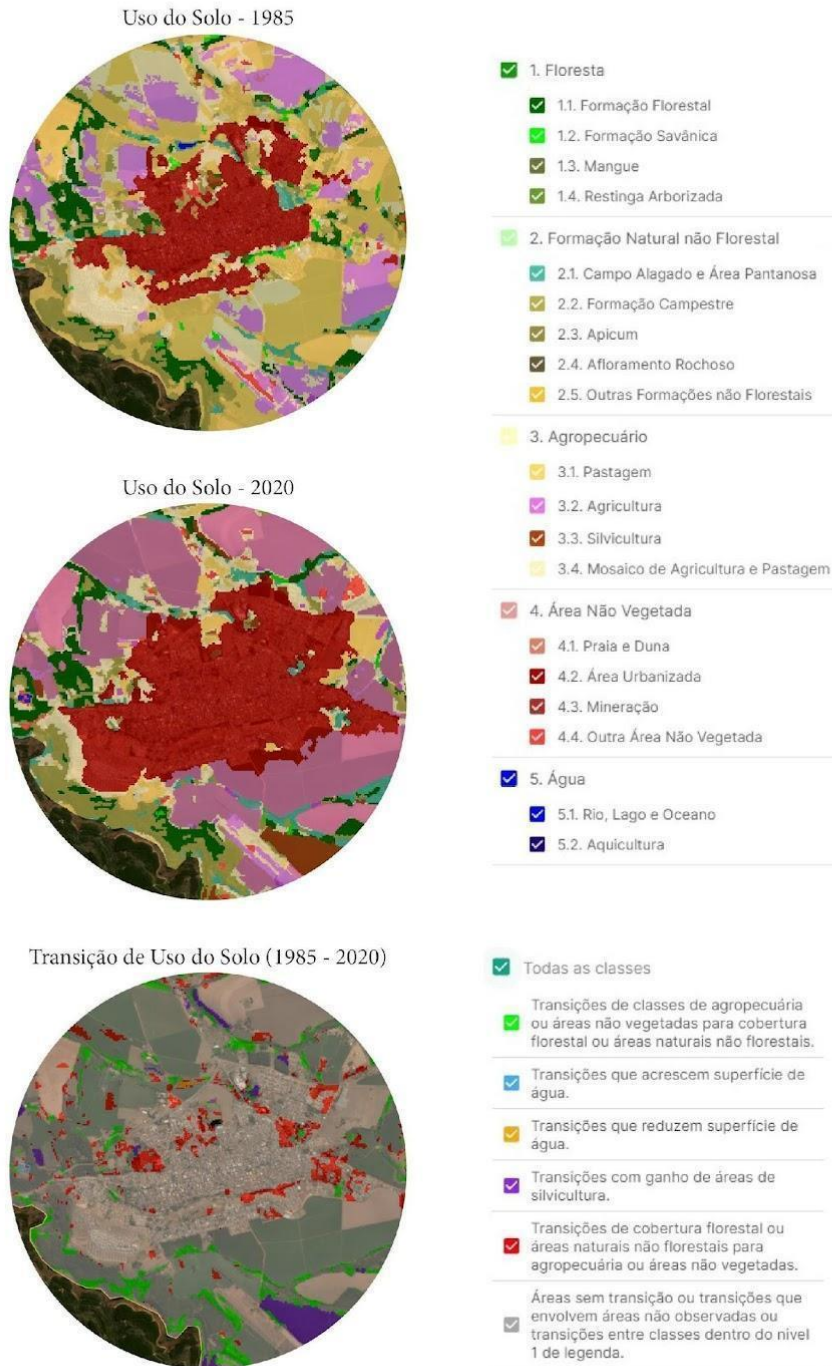 Uso do Solo - 1985
1. Floresta
1.1. Formação Florestal
1.2. Formação Savânica
1.3. Mangue
1.4. Restinga Arborizada
2. Formação Natural não Florestal
2.1. Campo Alagado e Área Pantanosa
2.2. Formação Campestre
2.3. Apicum
2.4. Afloramento Rochoso
2.5. Outras Formações não Florestais
3. Agropecuário
3.1. Pastagem
3.2. Agricultura
3.3. Silvicultura
3.4. Mosaico de Agricultura e Pastagem
4. Área Não Vegetada
4.1. Praia e Duna
4.2. Área Urbanizada
4.3. Mineração
4.4. Outra Área Não Vegetada
5. Água
5.1. Rio, Lago e Oceano
5.2. Aquicultura
Uso do Solo - 2020
Transição de Uso do Solo (1985 - 2020)
Todas as classes
Transições de classes de agropecuária
ou áreas não vegetadas para cobertura
florestal ou áreas naturais não florestais.
Transições que acrescem superfície de
água.
Transições que reduzem superfície de
água.
Transições com ganho de áreas de
silvicultura.
Transições de cobertura florestal ou
áreas naturais não florestais para
agropecuária ou áreas não vegetadas.
Áreas sem transição ou transições que
envolvem áreas não observadas ou
transições entre classes dentro do nível
1 de legenda.